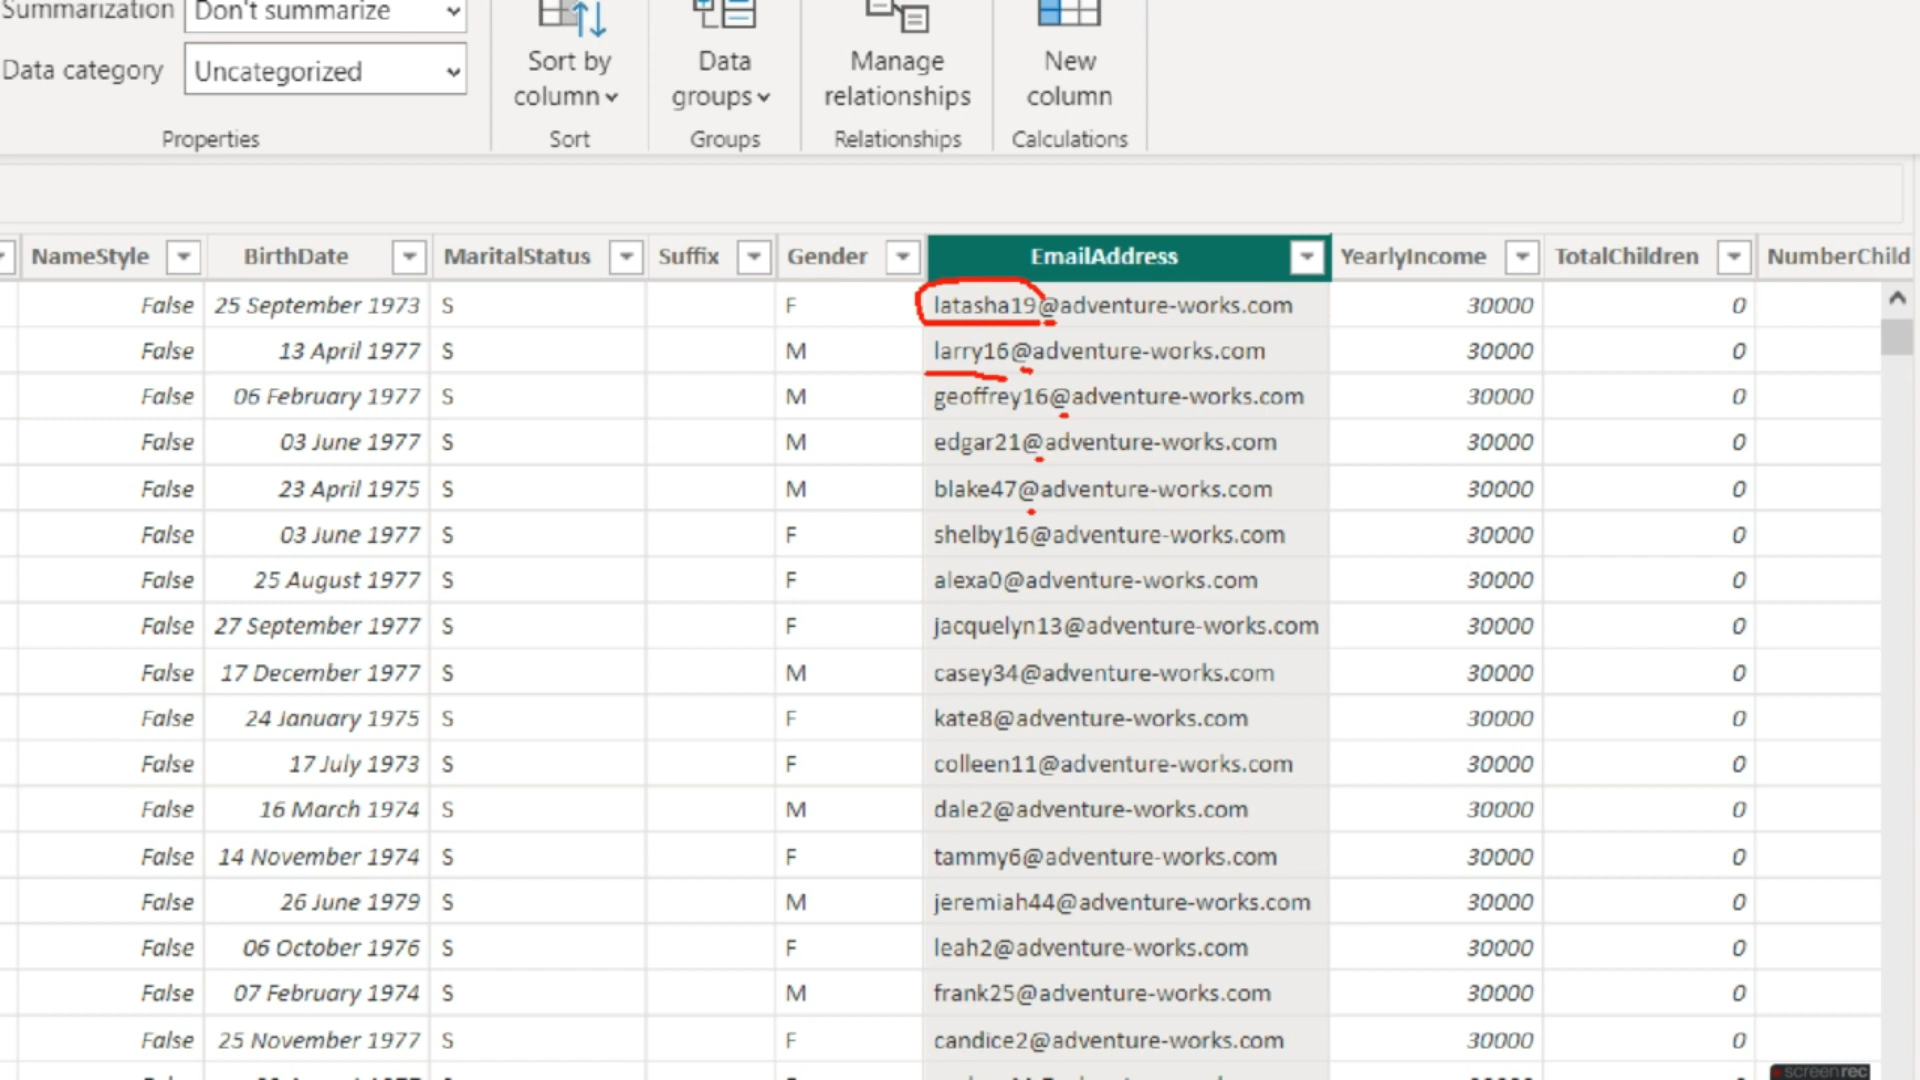 Summarization Don't summarize
Data category Uncategorized
Sort by column
Data groups
Manage relationships
New column
Properties Sort Groups Relationships Calculations
NameStyle BirthDate MaritalStatus Suffix Gender EmailAddress YearlyIncome TotalChildren NumberChild
False 25 September 1973 S F latasha19@adventure-works.com 30000 0
False 13 April 1977 S M larry16@adventure-works.com 30000 0
False 06 February 1977 S M geoffrey16@adventure-works.com 30000 0
False 03 June 1977 S M edgar21@adventure-works.com 30000 0
False 23 April 1975 S M blake47@adventure-works.com 30000 0
False 03 June 1977 S F shelby16@adventure-works.com 30000 0
False 25 August 1977 S F alexa0@adventure-works.com 30000 0
False 27 September 1977 S F jacquelyn13@adventure-works.com 30000 0
False 17 December 1977 S M casey34@adventure-works.com 30000 0
False 24 January 1975 S F kate8@adventure-works.com 30000 0
False 17 July 1973 S F colleen11@adventure-works.com 30000 0
False 16 March 1974 S M dale2@adventure-works.com 30000 0
False 14 November 1974 S F tammy6@adventure-works.com 30000 0
False 26 June 1979 S M jeremiah44@adventure-works.com 30000 0
False 06 October 1976 S F leah2@adventure-works.com 30000 0
False 07 February 1974 S M frank25@adventure-works.com 30000 0
False 25 November 1977 S F candice2@adventure-works.com 30000 0
screenrec